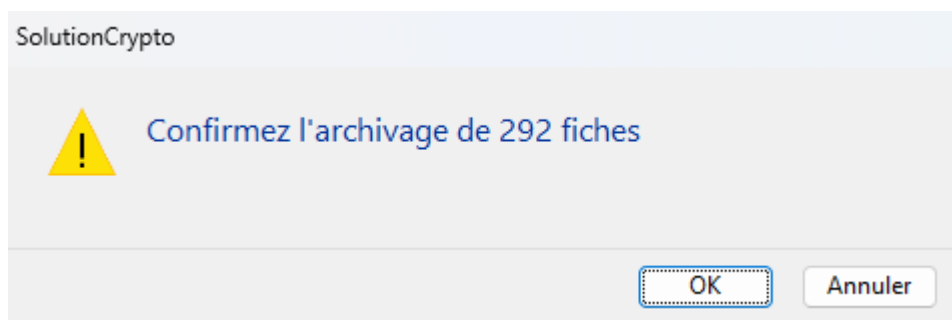 SolutionCrypto
Confirmez l'archivage de 292 fiches
OK
Annuler